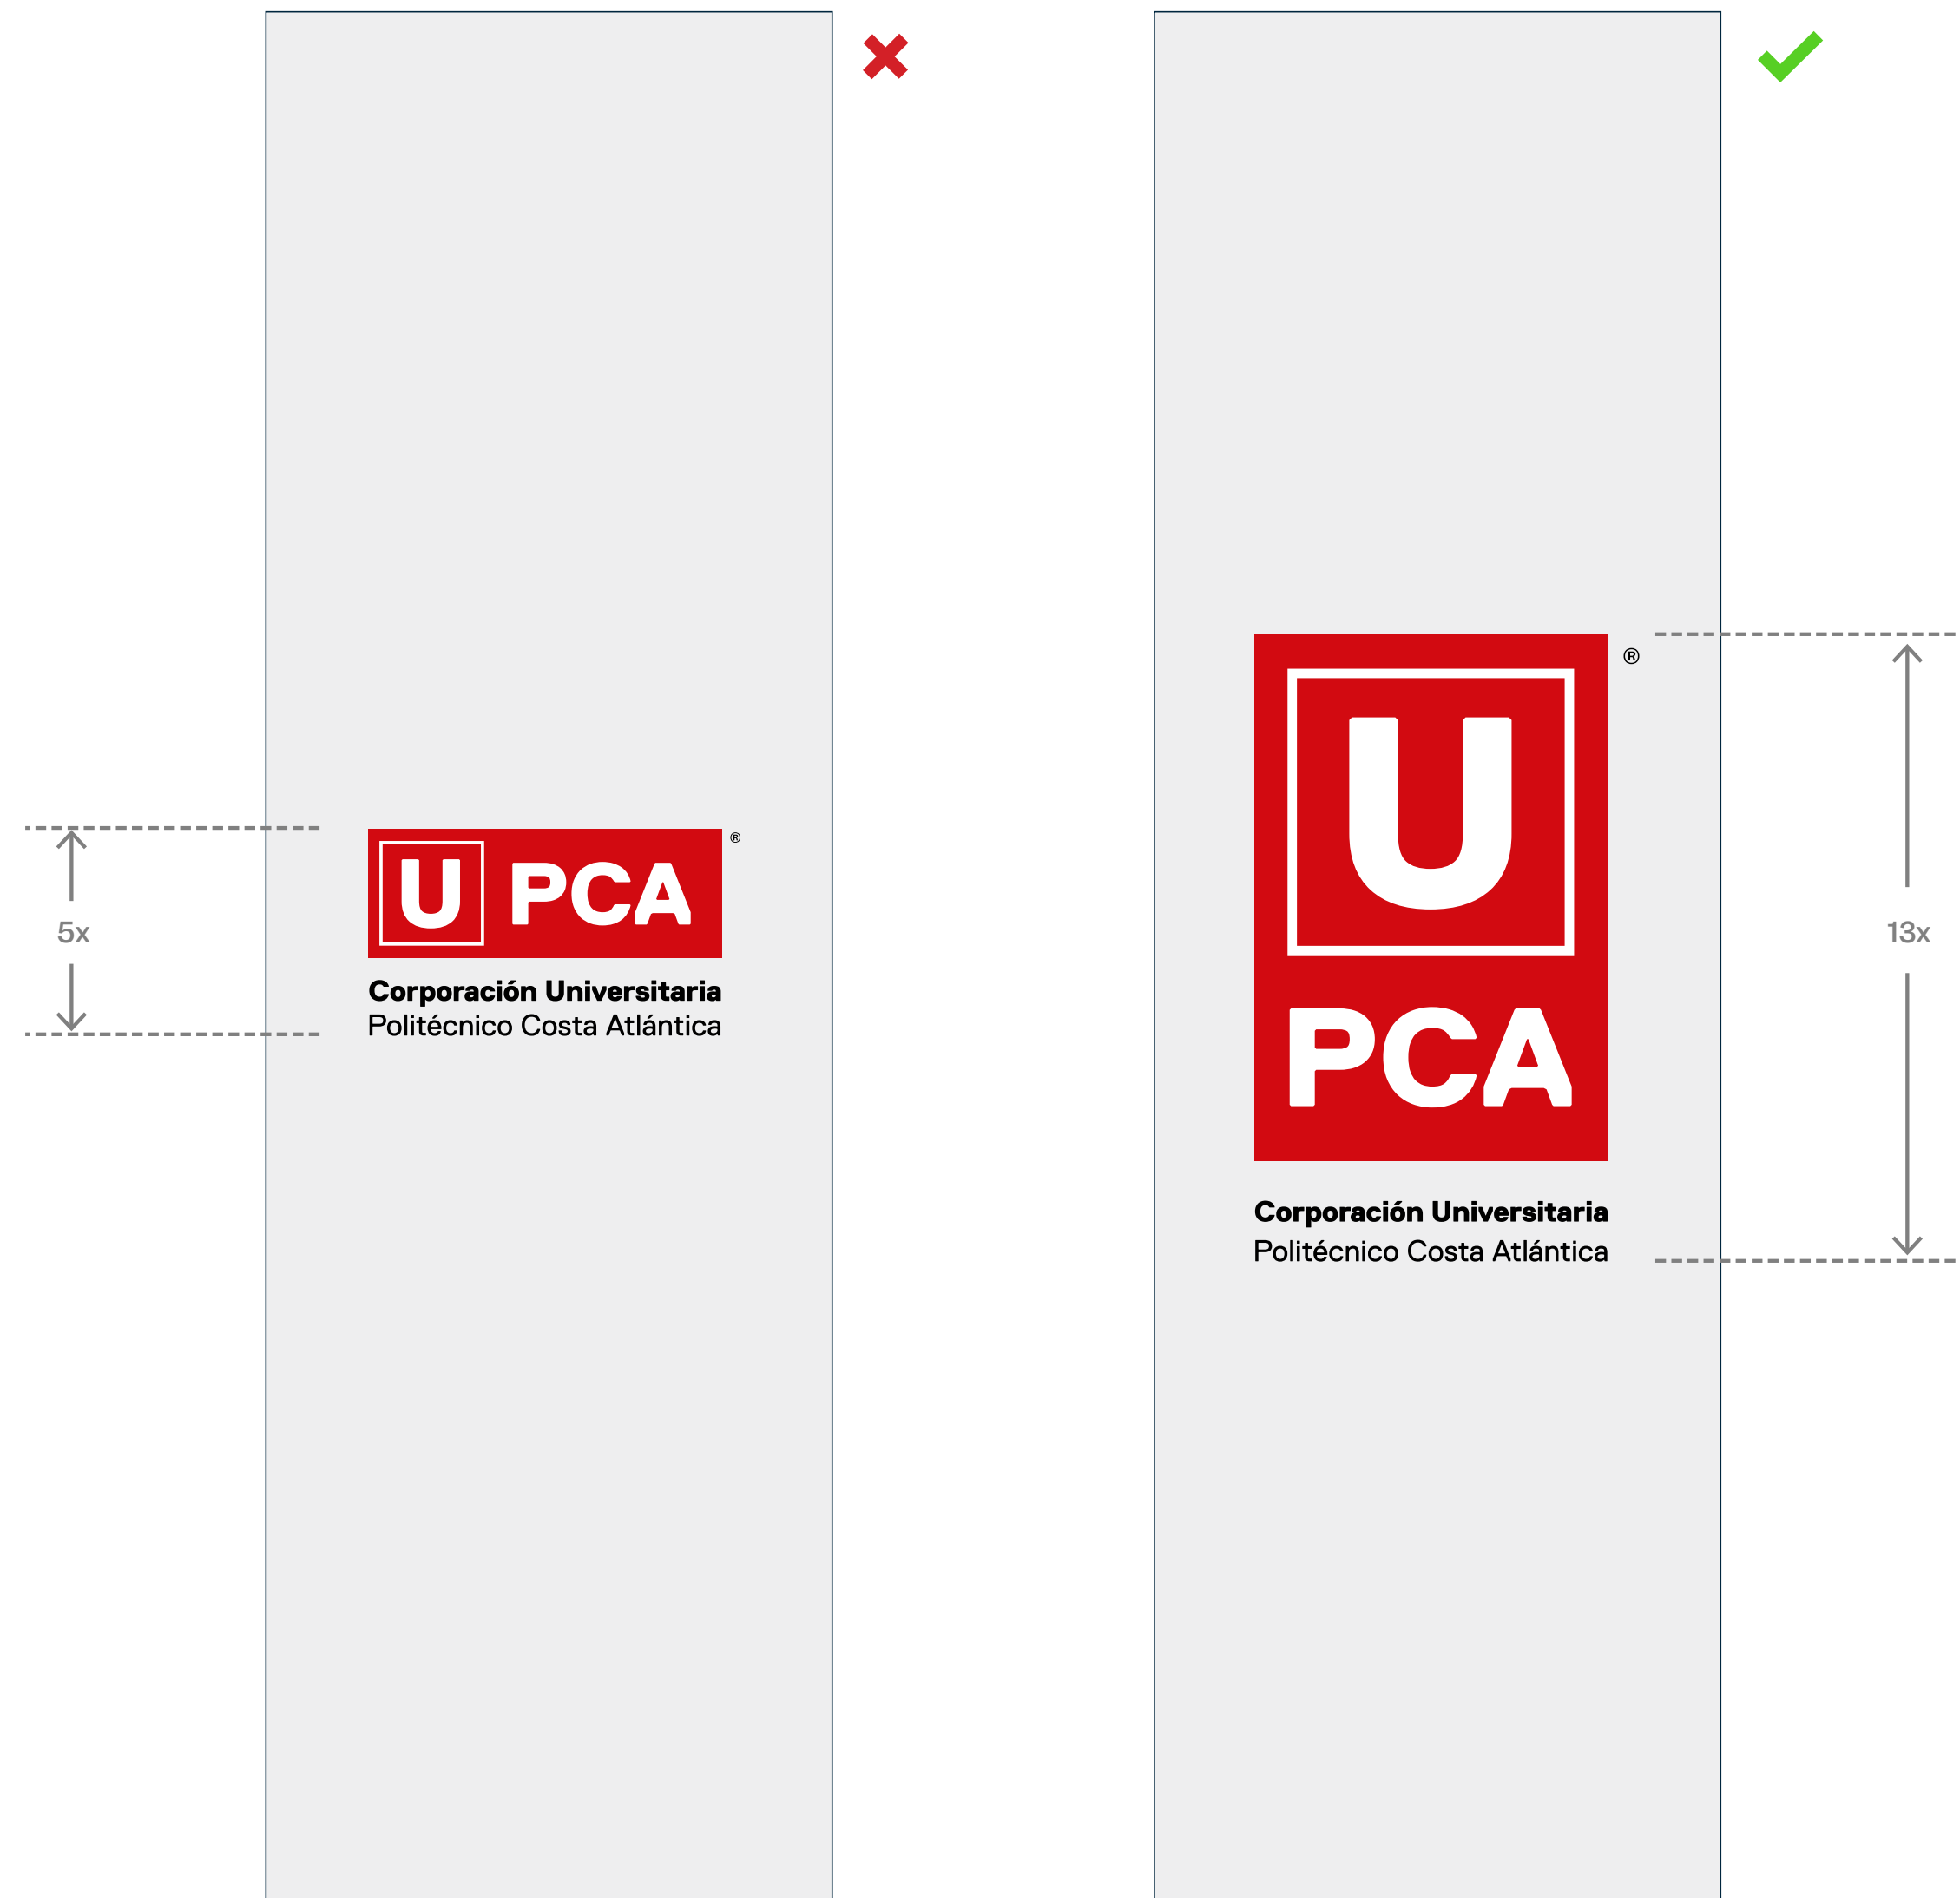 5x
U PCA ®
Corporación Universitaria
Politécnico Costa Atlántica
U ®
PCA
Corporación Universitaria
Politécnico Costa Atlántica
13x